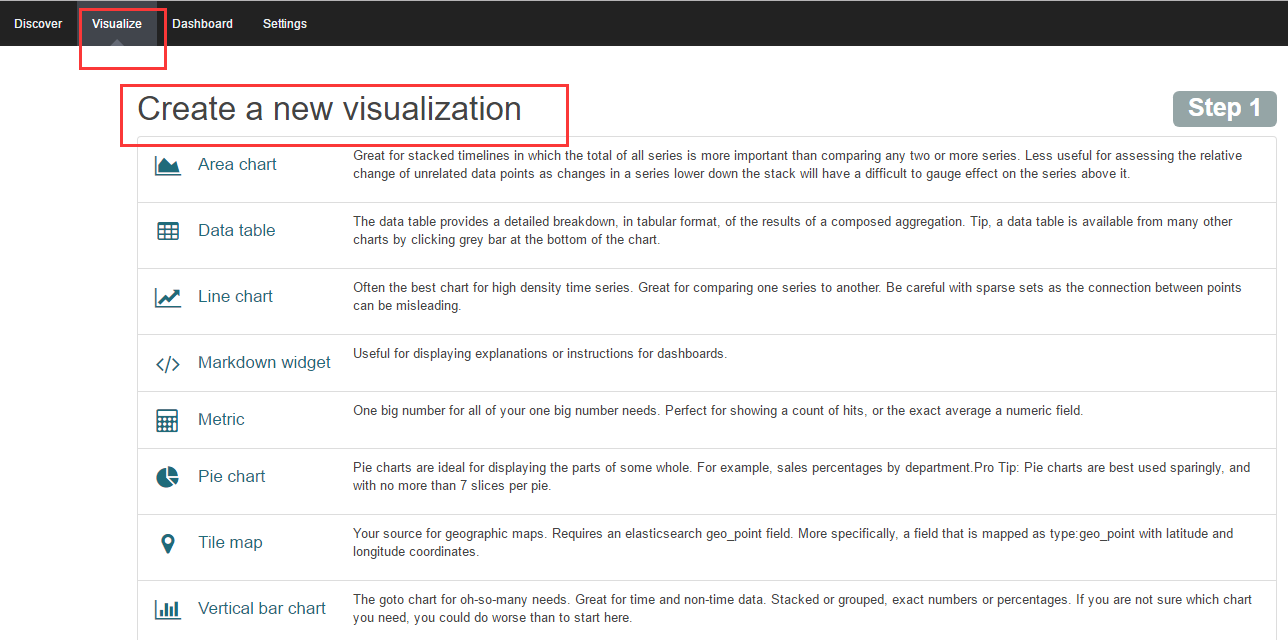 Discover Visualize Dashboard Settings
Create a new visualization
Step 1
Area chart
Great for stacked timelines in which the total of all series is more important than comparing any two or more series. Less useful for assessing the relative
change of unrelated data points as changes in a series lower down the stack will have a difficult to gauge effect on the series above it.
Data table
The data table provides a detailed breakdown, in tabular format, of the results of a composed aggregation. Tip, a data table is available from many other
charts by clicking grey bar at the bottom of the chart.
Line chart
Often the best chart for high density time series. Great for comparing one series to another. Be careful with sparse sets as the connection between points
can be misleading.
Markdown widget
Useful for displaying explanations or instructions for dashboards.
Metric
One big number for all of your one big number needs. Perfect for showing a count of hits, or the exact average a numeric field.
Pie chart
Pie charts are ideal for displaying the parts of some whole. For example, sales percentages by department.Pro Tip: Pie charts are best used sparingly, and
with no more than 7 slices per pie.
Tile map
Your source for geographic maps. Requires an elasticsearch geo_point field. More specifically, a field that is mapped as type:geo_point with latitude and
longitude coordinates.
Vertical bar chart
The goto chart for oh-so-many needs. Great for time and non-time data. Stacked or grouped, exact numbers or percentages. If you are not sure which chart
you need, you could do worse than to start here.